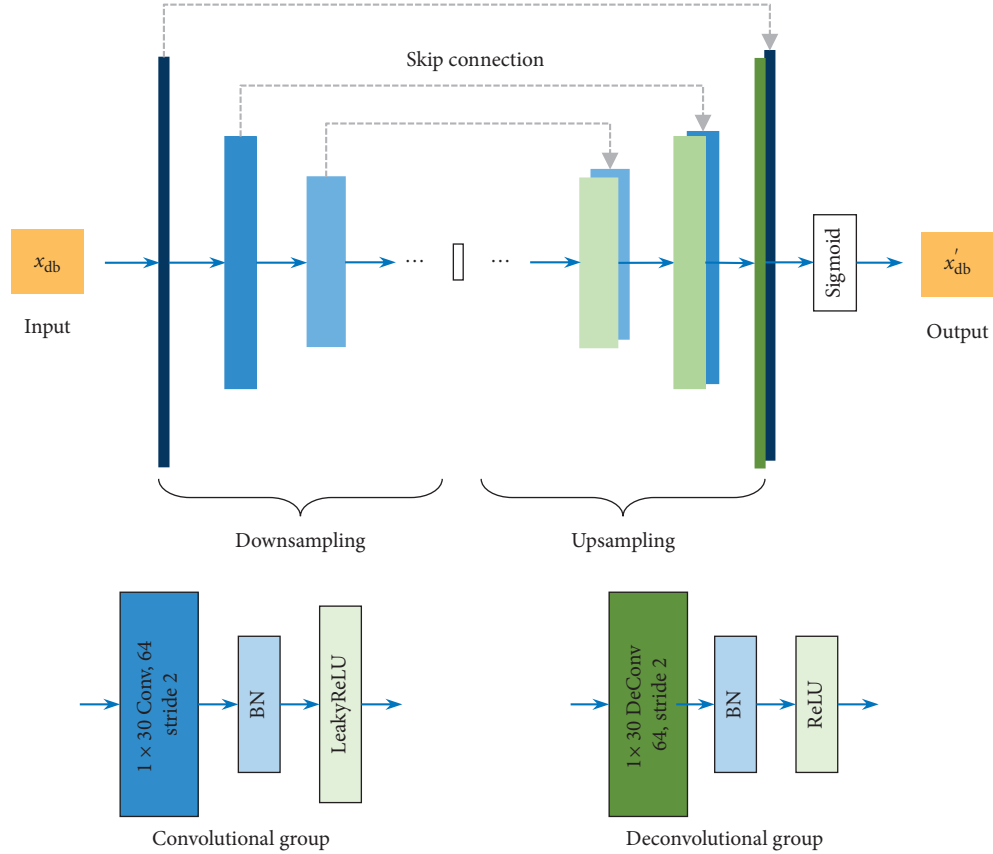 Skip connection
x_db
...
...
Sigmoid
x'_db
Input
Output
Downsampling
Upsampling
1 × 30 Conv, 64
stride 2
BN
LeakyReLU
1 × 30 DeConv
64, stride 2
BN
ReLU
Convolutional group
Deconvolutional group